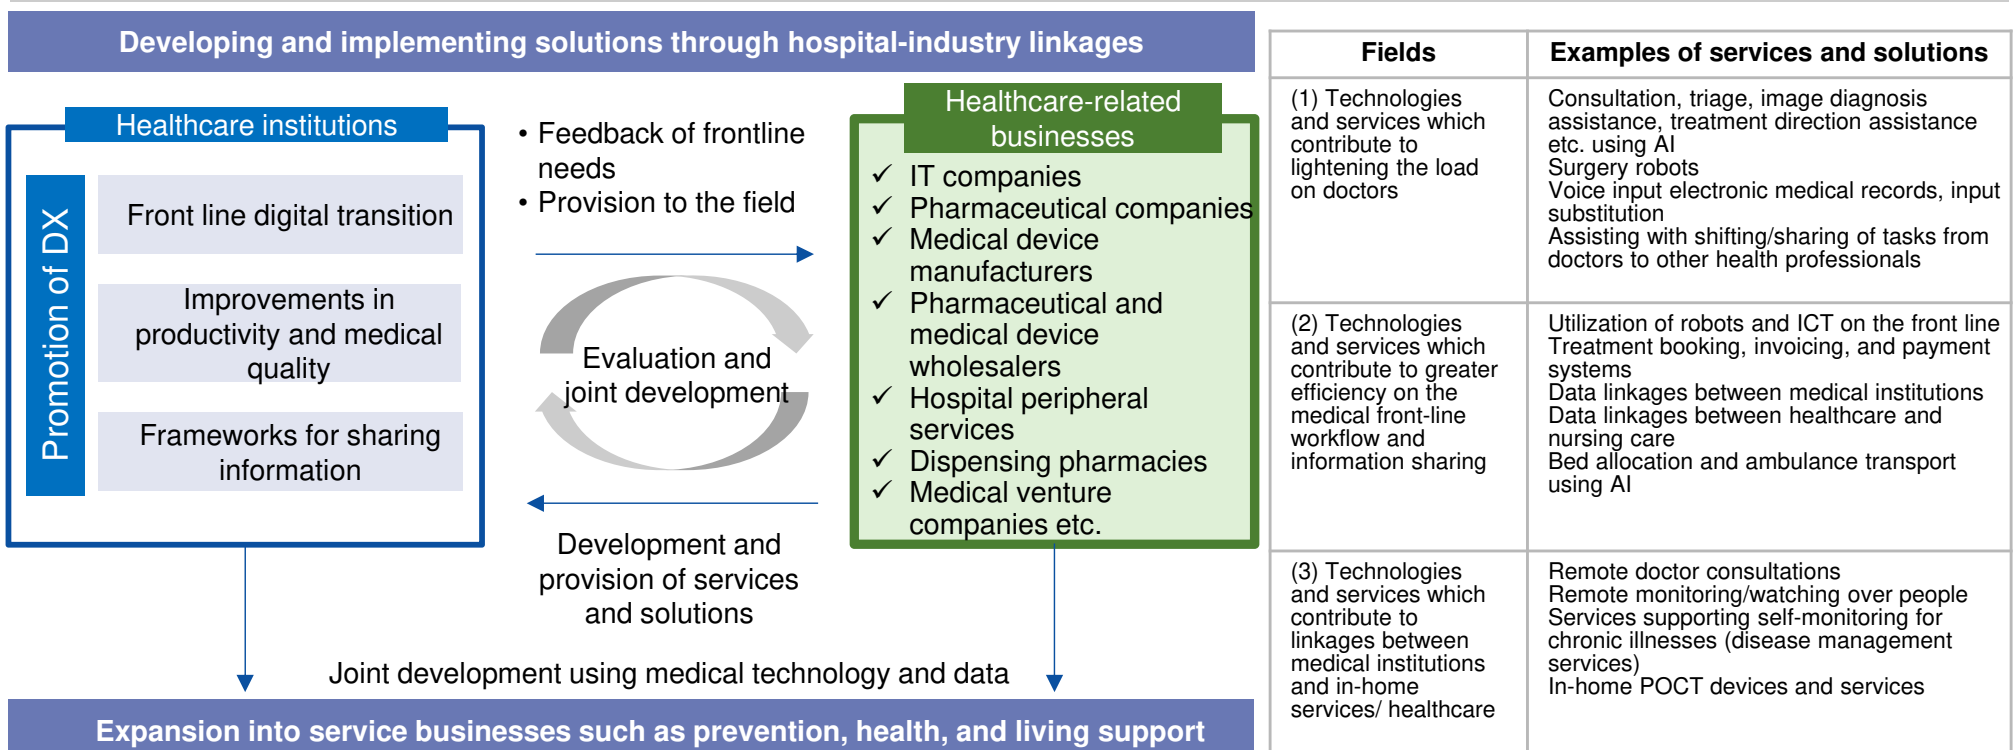 Developing and implementing solutions through hospital-industry linkages
Healthcare institutions
Promotion of DX
Front line digital transition
Improvements in
productivity and medical
quality
Frameworks for sharing
information
• Feedback of frontline
needs
• Provision to the field
Evaluation and
joint development
Development and
provision of services
and solutions
Healthcare-related
businesses
✓ IT companies
✓ Pharmaceutical companies
✓ Medical device
manufacturers
✓ Pharmaceutical and
medical device
wholesalers
✓ Hospital peripheral
services
✓ Dispensing pharmacies
✓ Medical venture
companies etc.
Joint development using medical technology and data
Expansion into service businesses such as prevention, health, and living support
Fields
Examples of services and solutions
(1) Technologies
and services which
contribute to
lightening the load
on doctors
Consultation, triage, image diagnosis
assistance, treatment direction assistance
etc. using AI
Surgery robots
Voice input electronic medical records, input
substitution
Assisting with shifting/sharing of tasks from
doctors to other health professionals
(2) Technologies
and services which
contribute to greater
efficiency on the
medical front-line
workflow and
information sharing
Utilization of robots and ICT on the front line
Treatment booking, invoicing, and payment
systems
Data linkages between medical institutions
Data linkages between healthcare and
nursing care
Bed allocation and ambulance transport
using AI
(3) Technologies
and services which
contribute to
linkages between
medical institutions
and in-home
services/ healthcare
Remote doctor consultations
Remote monitoring/watching over people
Services supporting self-monitoring for
chronic illnesses (disease management
services)
In-home POCT devices and services